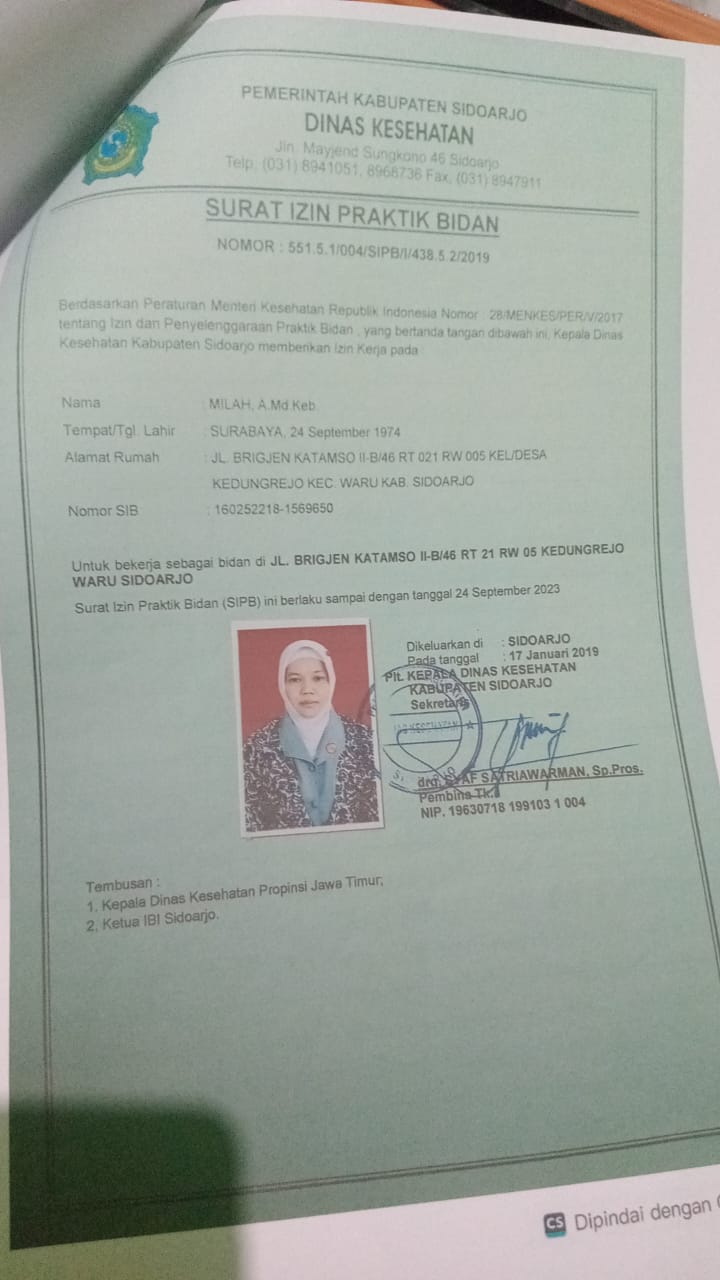 PEMERINTAH KABUPATEN SIDOARJO
DINAS KESEHATAN
Jln. Mayjend Sungkono 46 Sidoarjo
Telp. (031) 8941051, 8968736 Fax. (031) 8947911
SURAT IZIN PRAKTIK BIDAN
NOMOR : 551.5.1/004/SIPB/I/438.5.2/2019
Berdasarkan Peraturan Menteri Kesehatan Republik Indonesia Nomor : 28/MENKES/PER/V/2017
tentang Izin dan Penyelenggaraan Praktik Bidan , yang bertanda tangan dibawah ini, Kepala Dinas
Kesehatan Kabupaten Sidoarjo memberikan Izin Kerja pada
Nama : MILAH, A.Md.Keb.
Tempat/Tgl. Lahir : SURABAYA, 24 September 1974
Alamat Rumah : JL. BRIGJEN KATAMSO II-B/46 RT 021 RW 005 KEL/DESA
KEDUNGREJO KEC. WARU KAB. SIDOARJO
Nomor SIB : 160252218-1569650
Untuk bekerja sebagai bidan di JL. BRIGJEN KATAMSO II-B/46 RT 21 RW 05 KEDUNGREJO
WARU SIDOARJO
Surat Izin Praktik Bidan (SIPB) ini berlaku sampai dengan tanggal 24 September 2023
Dikeluarkan di : SIDOARJO
Pada tanggal : 17 Januari 2019
Plt. KEPALA DINAS KESEHATAN
KABUPATEN SIDOARJO
Sekretaris
drg. SYAF SATRIAWARMAN, Sp.Pros.
Pembina Tk.
NIP. 19630718 199103 1 004
Tembusan :
1. Kepala Dinas Kesehatan Propinsi Jawa Timur;
2. Ketua IBI Sidoarjo.
CS Dipindai dengan